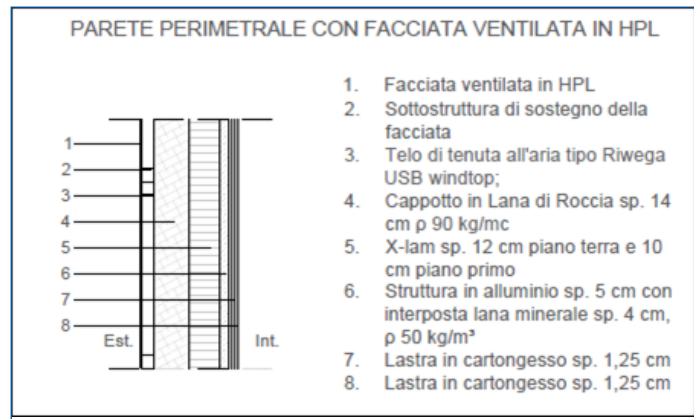 PARETE PERIMETRALE CON FACCIATA VENTILATA IN HPL
1. Facciata ventilata in HPL
2. Sottostruttura di sostegno della
facciata
3. Telo di tenuta all'aria tipo Riwega
USB windtop;
4. Cappotto in Lana di Roccia sp. 14
cm ρ 90 kg/mc
5. X-lam sp. 12 cm piano terra e 10
cm piano primo
6. Struttura in alluminio sp. 5 cm con
interposta lana minerale sp. 4 cm,
ρ 50 kg/m³
7. Lastra in cartongesso sp. 1,25 cm
8. Lastra in cartongesso sp. 1,25 cm
1
2
3
4
5
6
7
8
Est.
Int.